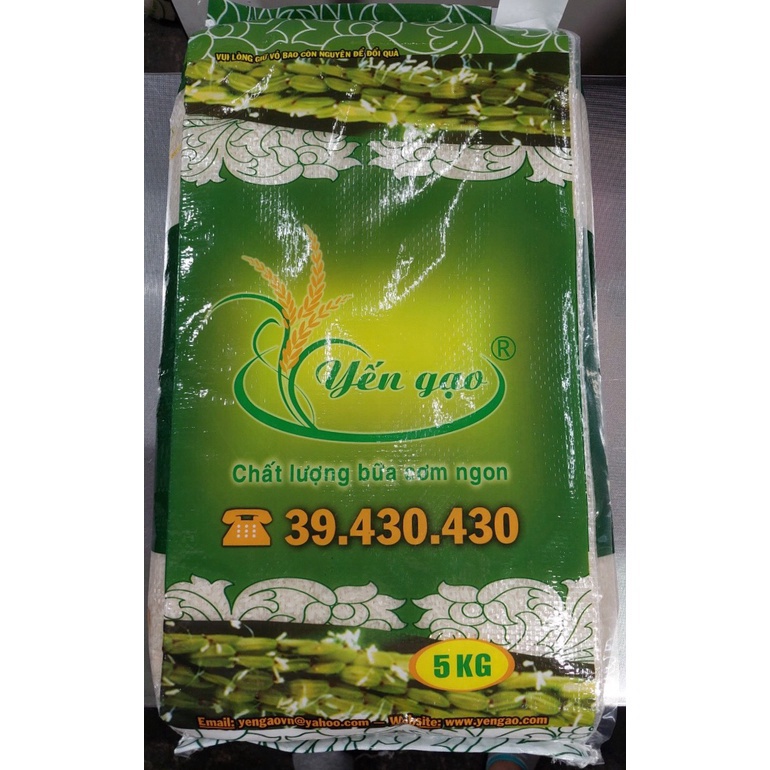 VUI LÒNG GIỮ VỎ BAO CÒN NGUYÊN ĐỂ ĐỔI QUÀ
Yến gạo ®
Chất lượng bữa cơm ngon
39.430.430
5 KG
Email: yengaovn@yahoo.com — Website: www.yengao.com